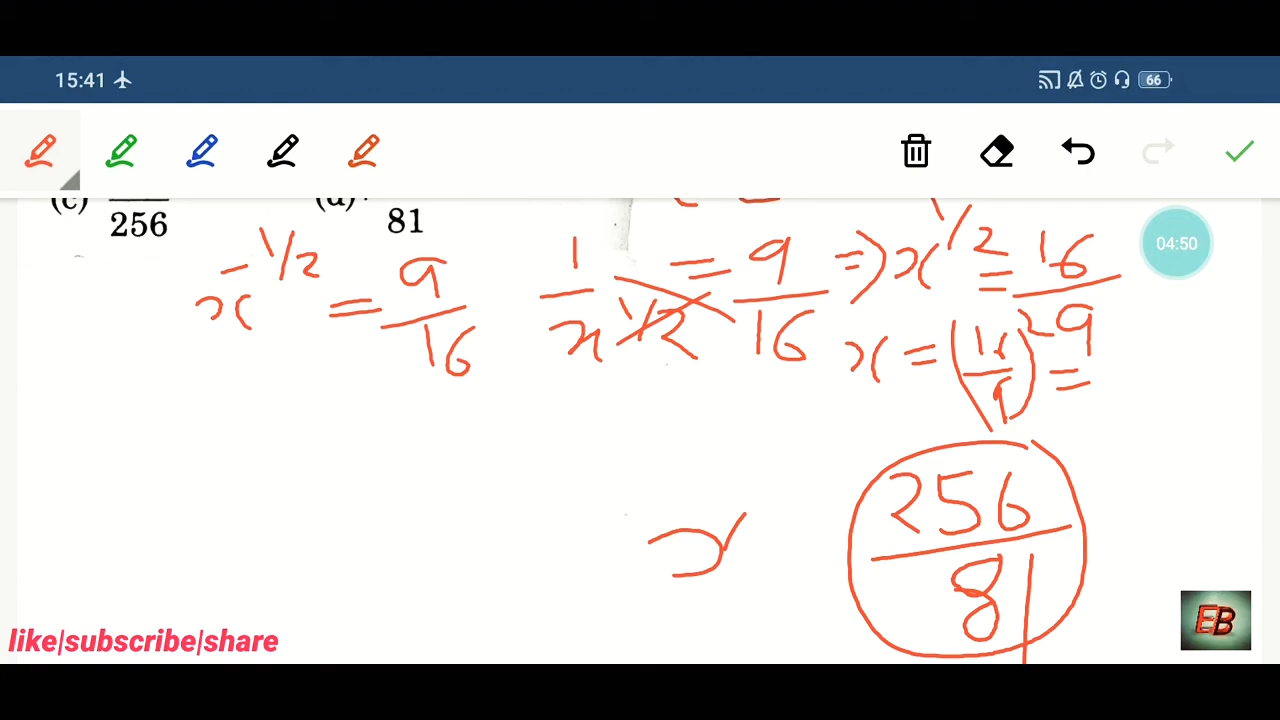 15:41 66
(c) 256 (d) 81
x^{-1/2} = 9/16 1/x^{1/2} = 9/16 => x^{1/2} = 16/9
x = (16/9)^2 =
256/81
x
04:50
like|subscribe|share
EB